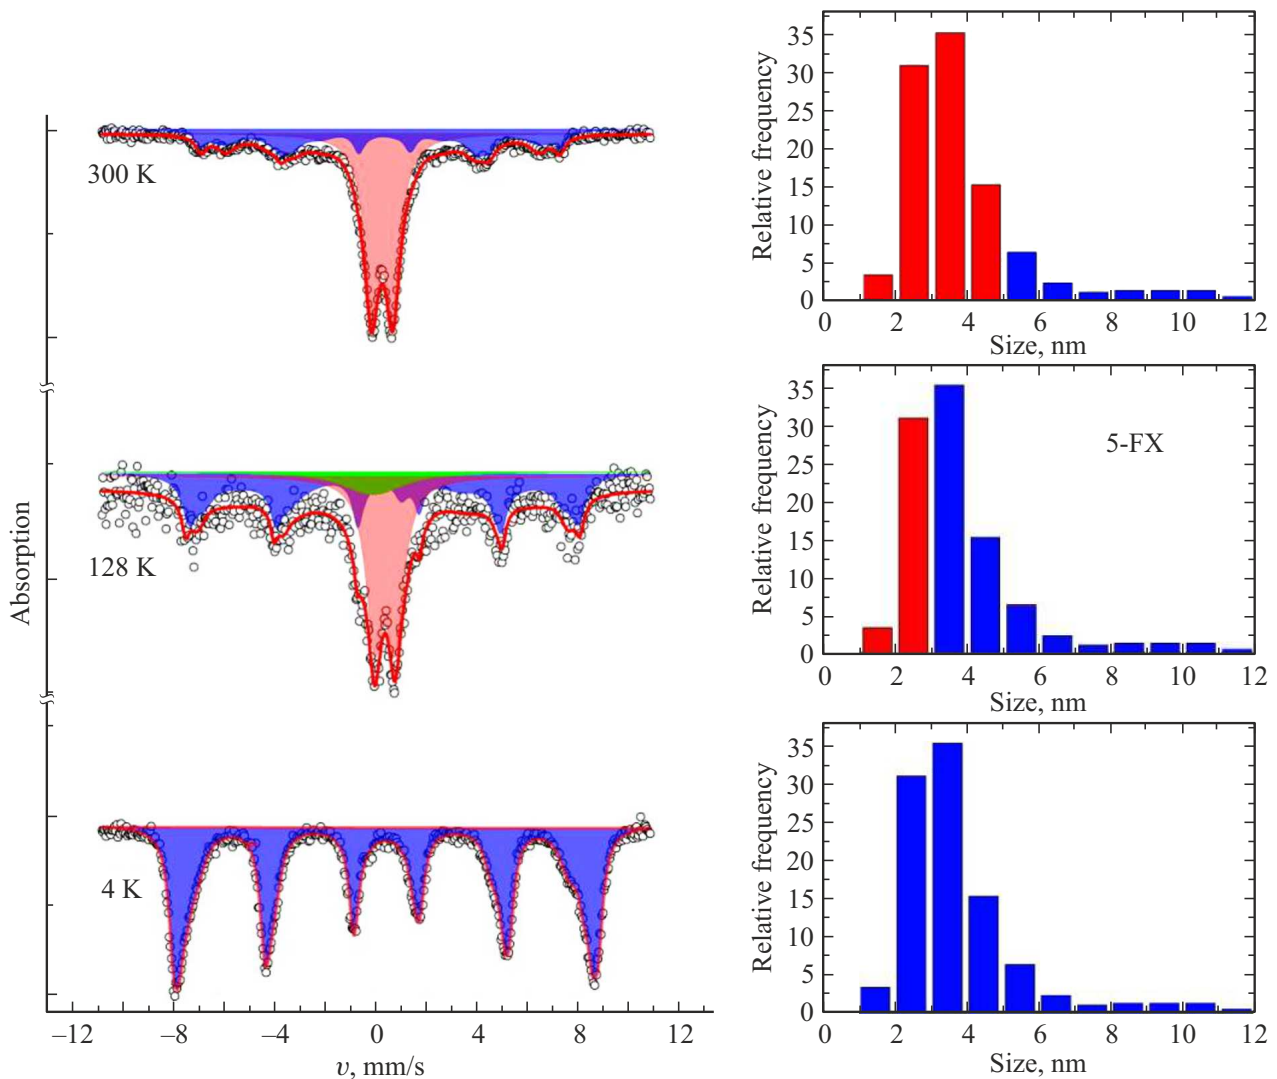 300 K
128 K
4 K
Absorption
−12 −8 −4 0 4 8 12
υ, mm/s
35
30
25
20
15
10
5
0
Relative frequency
0 2 4 6 8 10 12
Size, nm
35
30
25
20
15
10
5
0
Relative frequency
5-FX
0 2 4 6 8 10 12
Size, nm
35
30
25
20
15
10
5
0
Relative frequency
0 2 4 6 8 10 12
Size, nm